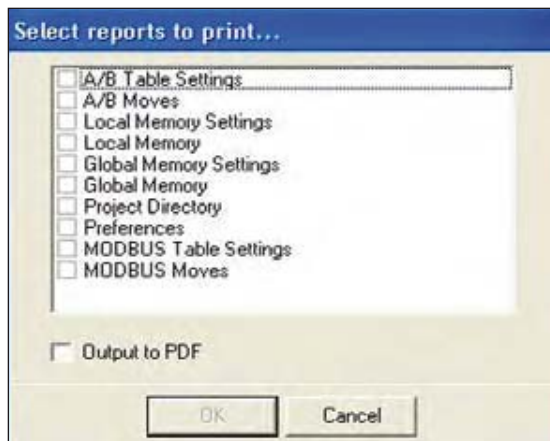 Select reports to print...
A/B Table Settings
A/B Moves
Local Memory Settings
Local Memory
Global Memory Settings
Global Memory
Project Directory
Preferences
MODBUS Table Settings
MODBUS Moves
Output to PDF
OK Cancel